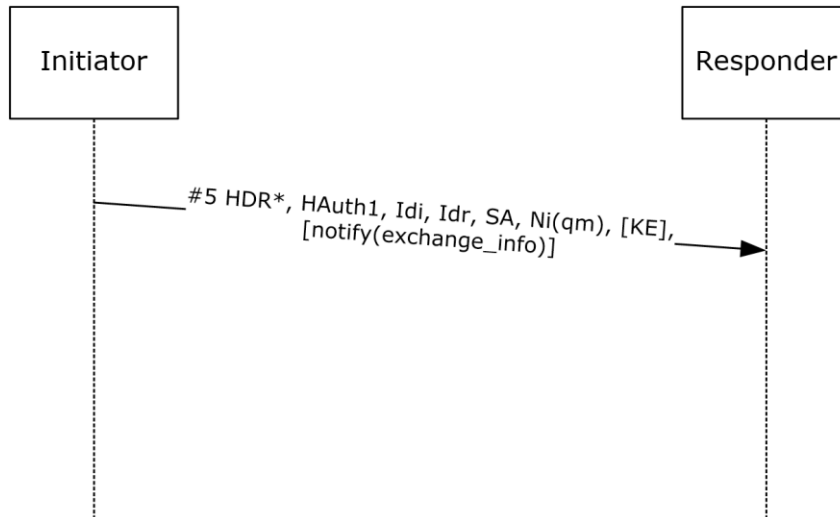 Initiator
Responder
#5 HDR*, HAuth1, Idi, Idr, SA, Ni(qm), [KE],
[notify(exchange_info)]